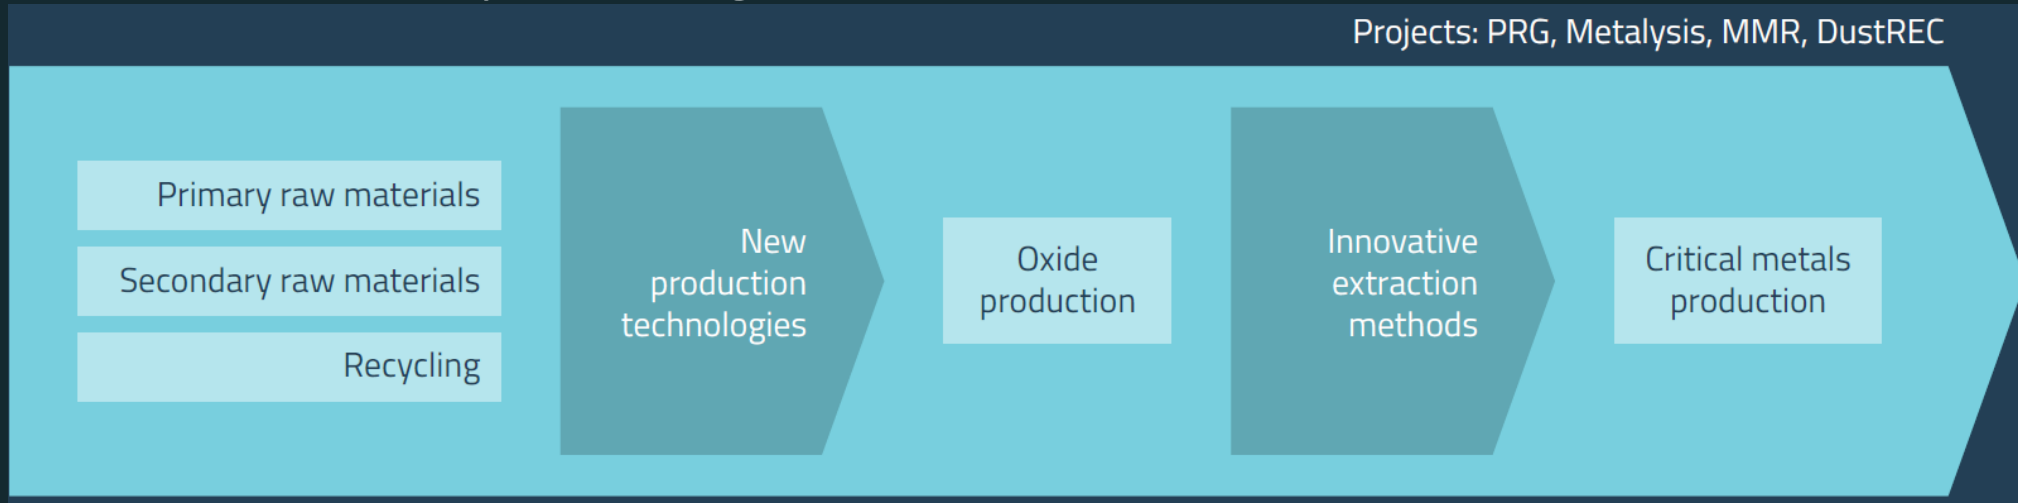 Projects: PRG, Metalysis, MMR, DustREC
Primary raw materials
Secondary raw materials
Recycling
New
production
technologies
Oxide
production
Innovative
extraction
methods
Critical metals
production